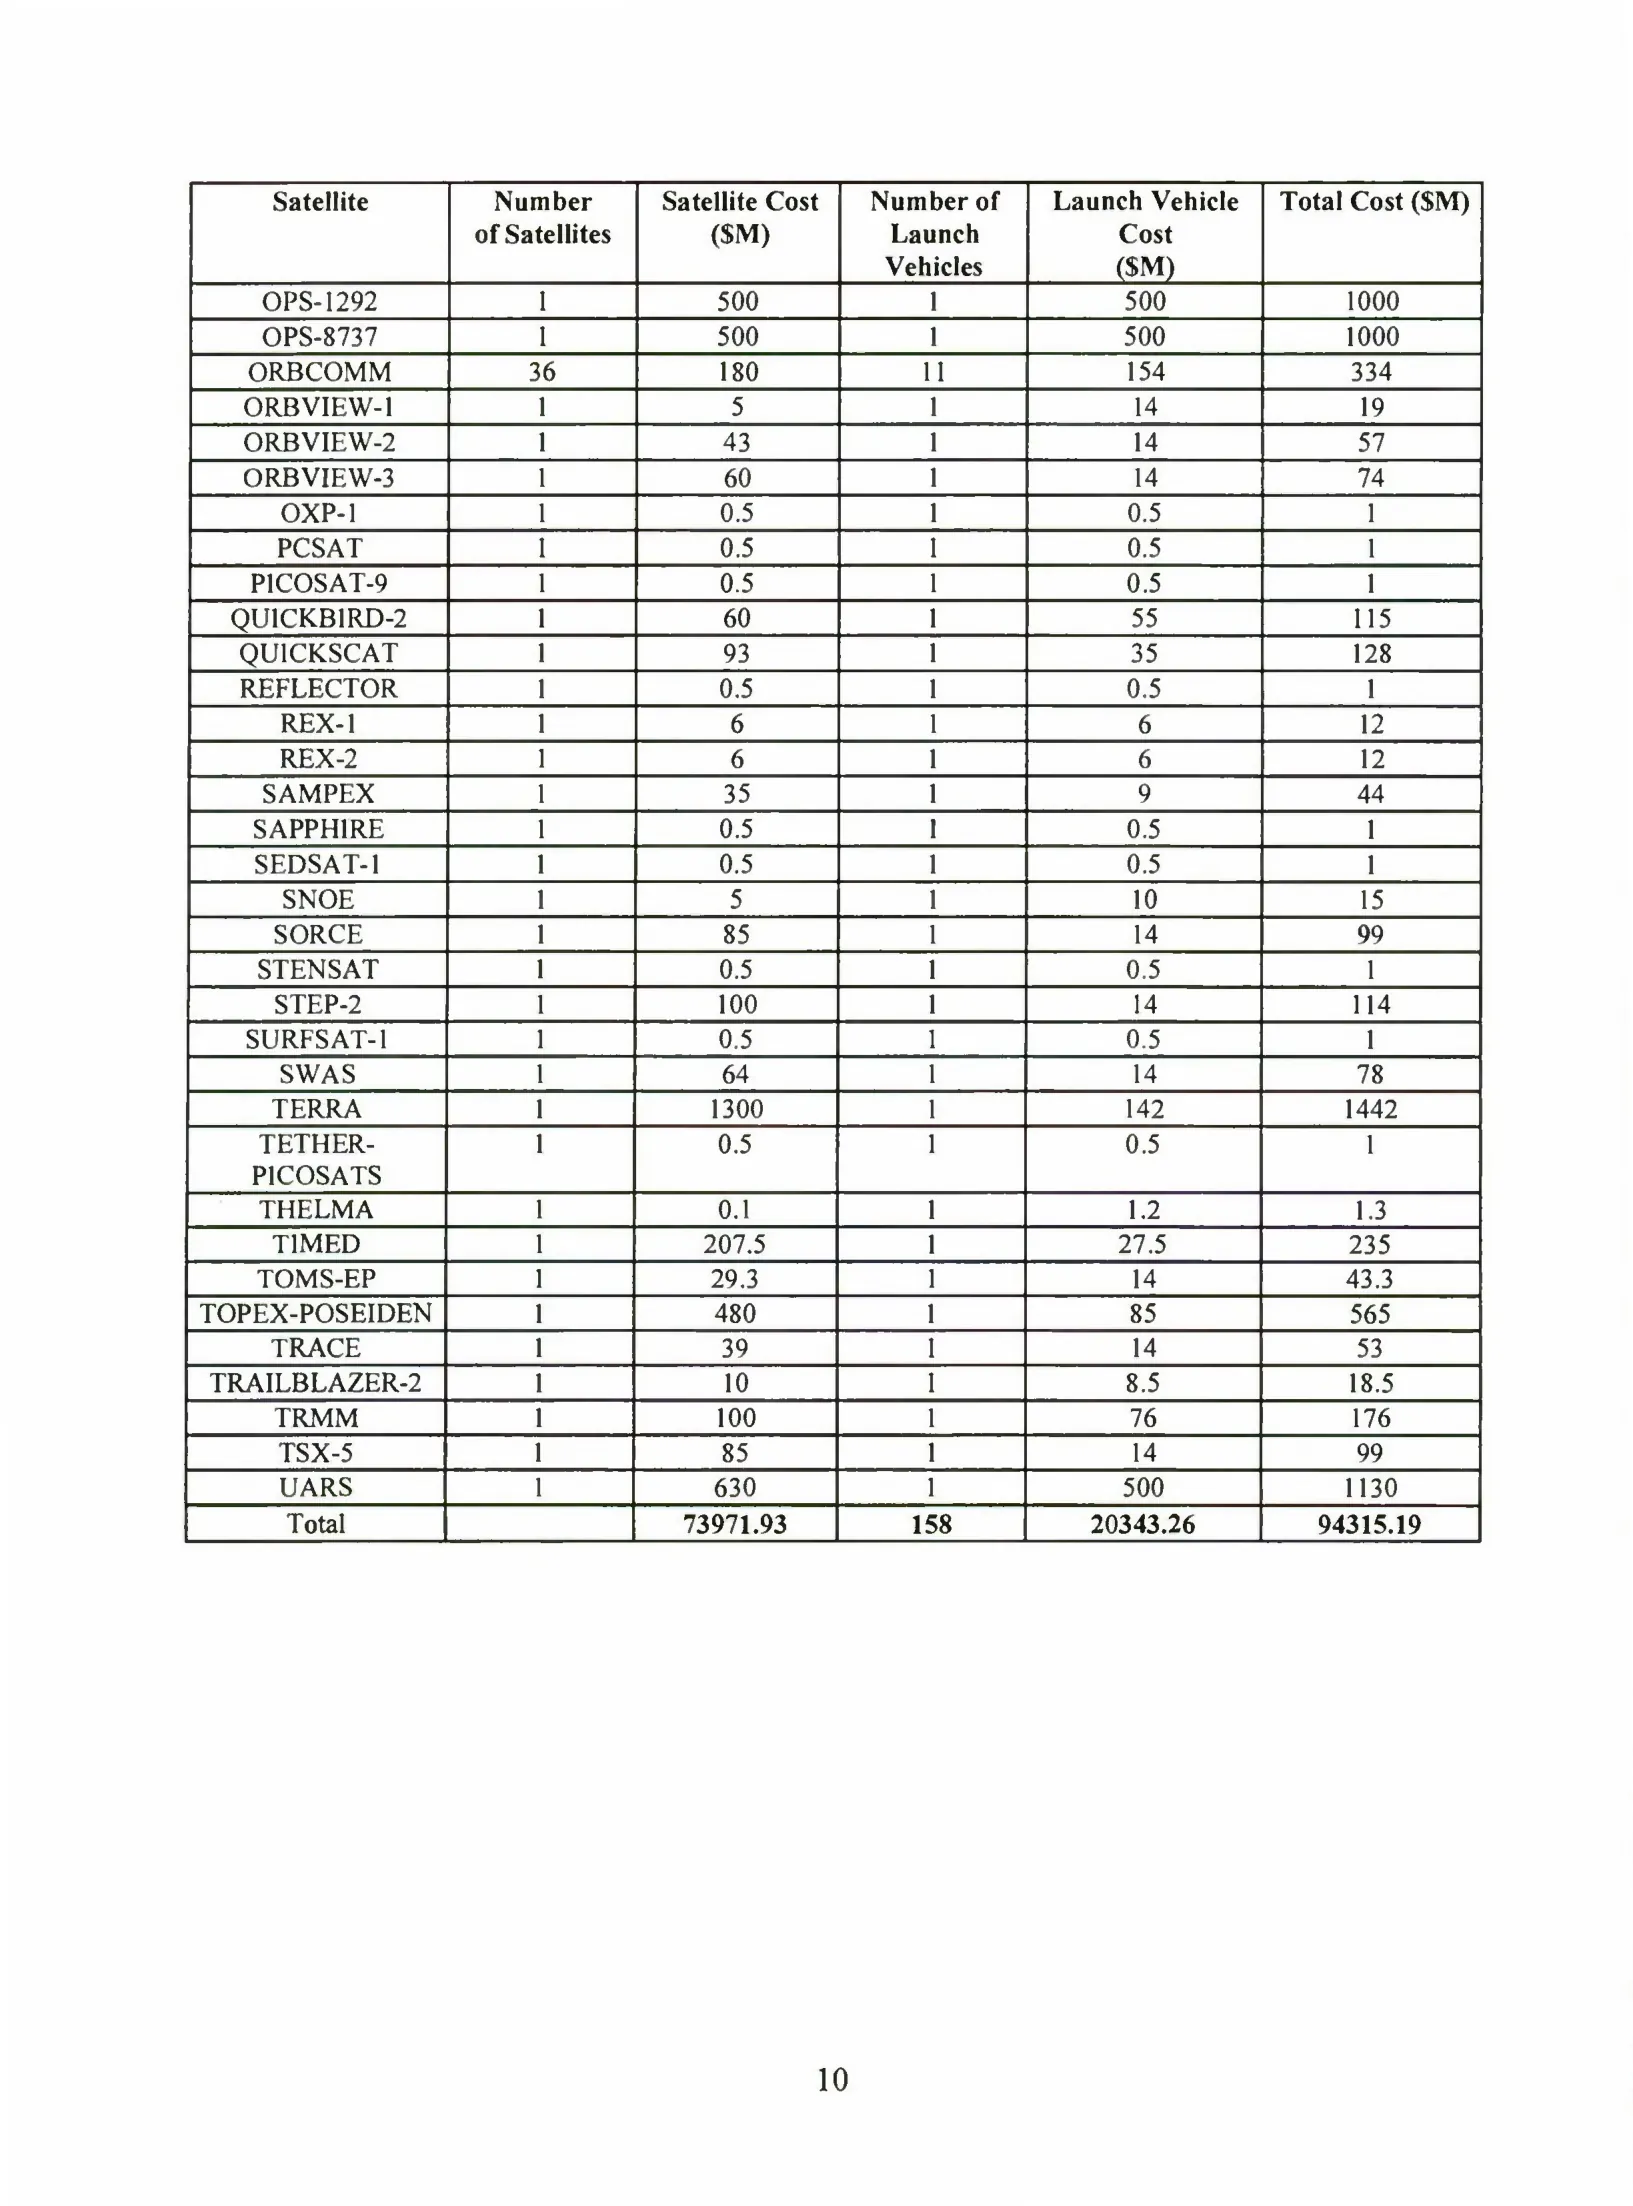 Satellite Number of Satellites Satellite Cost ($M) Number of Launch Vehicles Launch Vehicle Cost ($M) Total Cost ($M)
OPS-1292 1 500 1 500 1000
OPS-8737 1 500 1 500 1000
ORBCOMM 36 180 11 154 334
ORBVIEW-1 1 5 1 14 19
ORBVIEW-2 1 43 1 14 57
ORBVIEW-3 1 60 1 14 74
OXP-1 1 0.5 1 0.5 1
PCSAT 1 0.5 1 0.5 1
PICOSAT-9 1 0.5 1 0.5 1
QUICKBIRD-2 1 60 1 55 115
QUICKSCAT 1 93 1 35 128
REFLECTOR 1 0.5 1 0.5 1
REX-1 1 6 1 6 12
REX-2 1 6 1 6 12
SAMPEX 1 35 1 9 44
SAPPHIRE 1 0.5 1 0.5 1
SEDSAT-1 1 0.5 1 0.5 1
SNOE 1 5 1 10 15
SORCE 1 85 1 14 99
STENSAT 1 0.5 1 0.5 1
STEP-2 1 100 1 14 114
SURFSAT-1 1 0.5 1 0.5 1
SWAS 1 64 1 14 78
TERRA 1 1300 1 142 1442
TETHER- 1 0.5 1 0.5 1
PICOSATS
THELMA 1 0.1 1 1.2 1.3
TIMED 1 207.5 1 27.5 235
TOMS-EP 1 29.3 1 14 43.3
TOPEX-POSEIDEN 1 480 1 85 565
TRACE 1 39 1 14 53
TRAILBLAZER-2 1 10 1 8.5 18.5
TRMM 1 100 1 76 176
TSX-5 1 85 1 14 99
UARS 1 630 1 500 1130
Total 73971.93 158 20343.26 94315.19
10